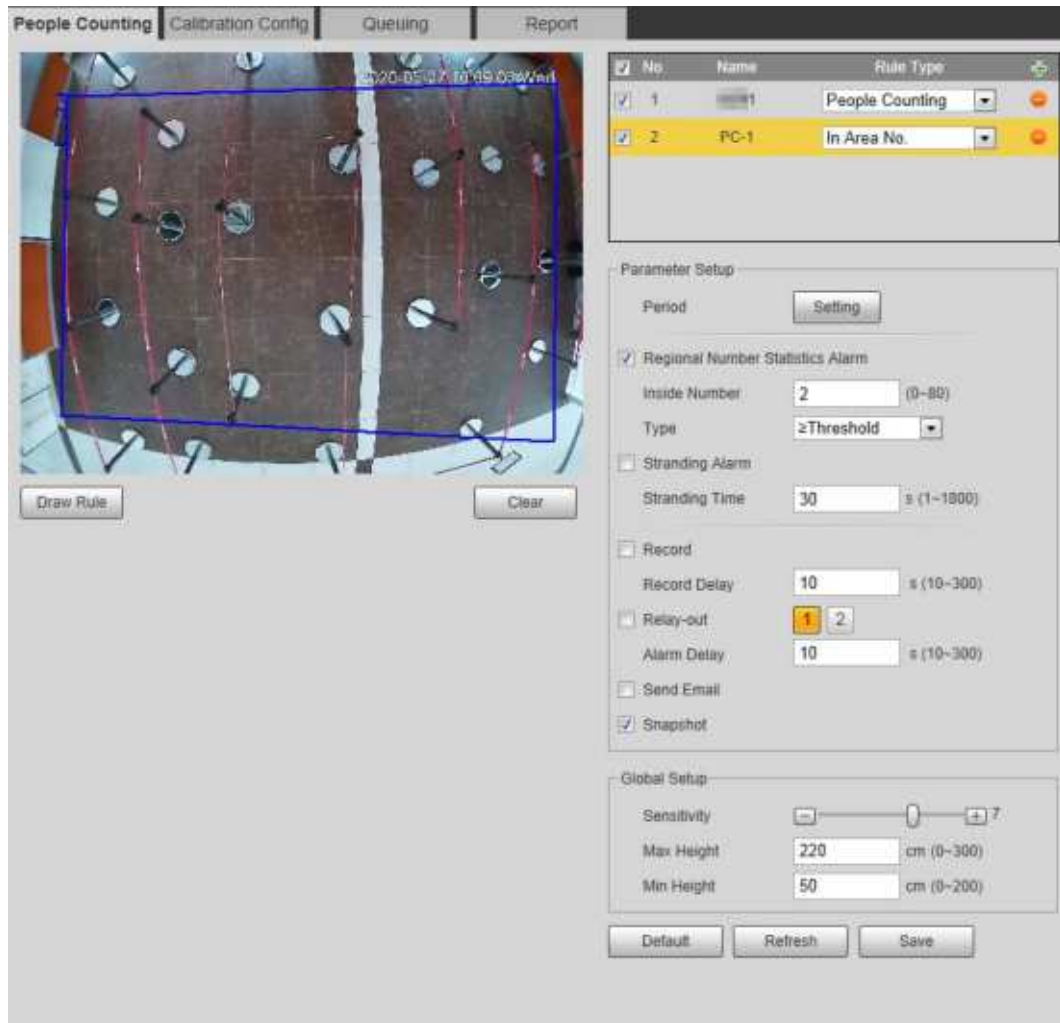 People Counting Calibration Config Queuing Report
No Name Rule Type
1 People Counting
2 PC-1 In Area No.
Parameter Setup
Period Setting
Regional Number Statistics Alarm
Inside Number 2 (0~80)
Type ≥Threshold
Stranding Alarm
Stranding Time 30 s (1~1800)
Record
Record Delay 10 s (10~300)
Relay-out 1 2
Alarm Delay 10 s (10~300)
Send Email
Snapshot
Global Setup
Sensitivity 7
Max Height 220 cm (0~300)
Min Height 50 cm (0~200)
Default Refresh Save
Draw Rule Clear